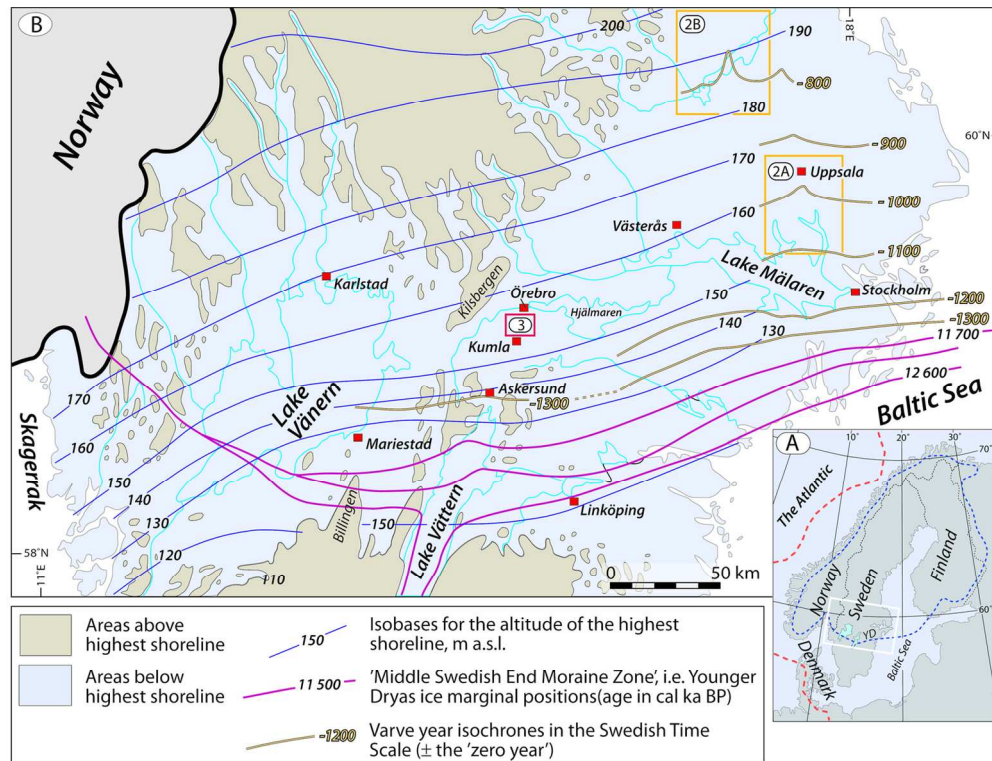 B
200
2B
190
18°E
-800
Norway
180
60°N
-900
170
2A
Uppsala
160
-1000
Västerås
-1100
Lake Mälaren
Karlstad
Kilsbergen
Örebro
Hjälmaren
150
Stockholm
-1200
3
140
-1300
Kumla
130
11 700
170
Lake
Vänern
Askersund
12 600
-1300
Baltic Sea
Skagerrak
160
Mariestad
150
140
A
10°
20°
30°
70°
130
Billingen
Linköping
The Atlantic
150
Lake Vättern
58°N
120
110
0
50 km
11°E
Norway
Sweden
Finland
60°
YD
Baltic Sea
Denmark
Areas above
highest shoreline
150
Isobases for the altitude of the highest
shoreline, m a.s.l.
Areas below
highest shoreline
11 500
'Middle Swedish End Moraine Zone', i.e. Younger
Dryas ice marginal positions(age in cal ka BP)
-1200
Varve year isochrones in the Swedish Time
Scale (± the 'zero year')